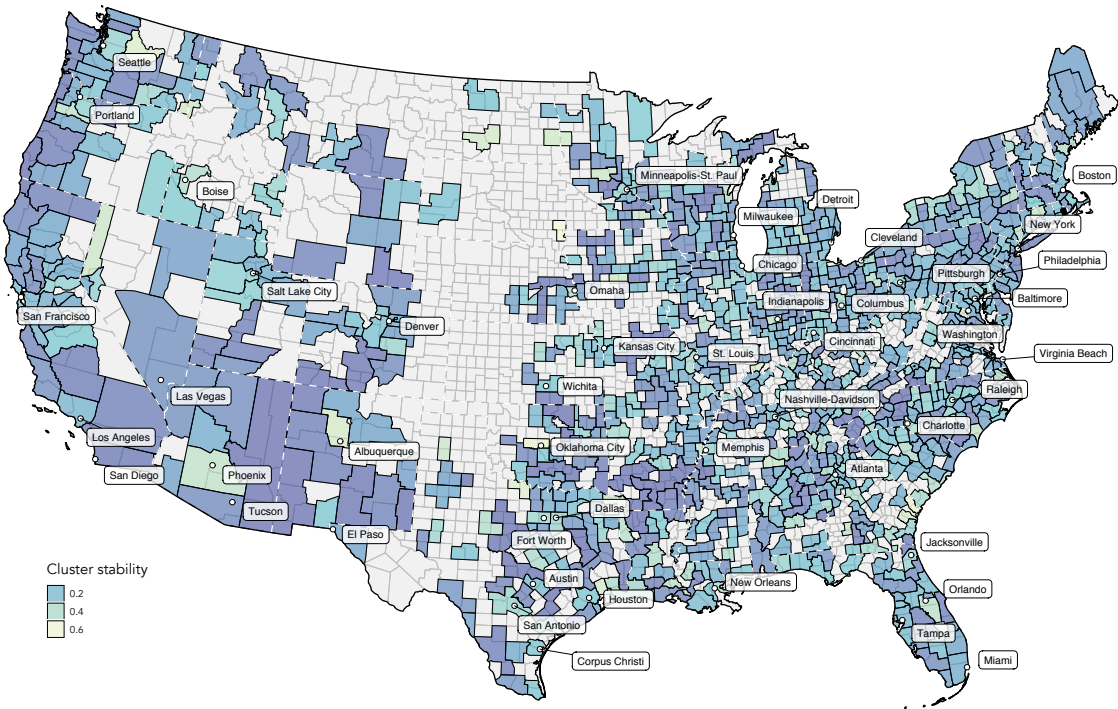 Seattle
Portland
Boise
Minneapolis-St. Paul
Boston
Detroit
Milwaukee
New York
Cleveland
Philadelphia
Chicago
Pittsburgh
Salt Lake City
Omaha
Baltimore
Indianapolis
Columbus
San Francisco
Denver
Washington
Cincinnati
Kansas City
St. Louis
Virginia Beach
Wichita
Raleigh
Las Vegas
Nashville-Davidson
Charlotte
Los Angeles
Oklahoma City
Memphis
Albuquerque
Atlanta
San Diego
Phoenix
Tucson
Dallas
El Paso
Fort Worth
Jacksonville
Cluster stability
0.2
0.4
0.6
Austin
New Orleans
Orlando
Houston
San Antonio
Tampa
Corpus Christi
Miami